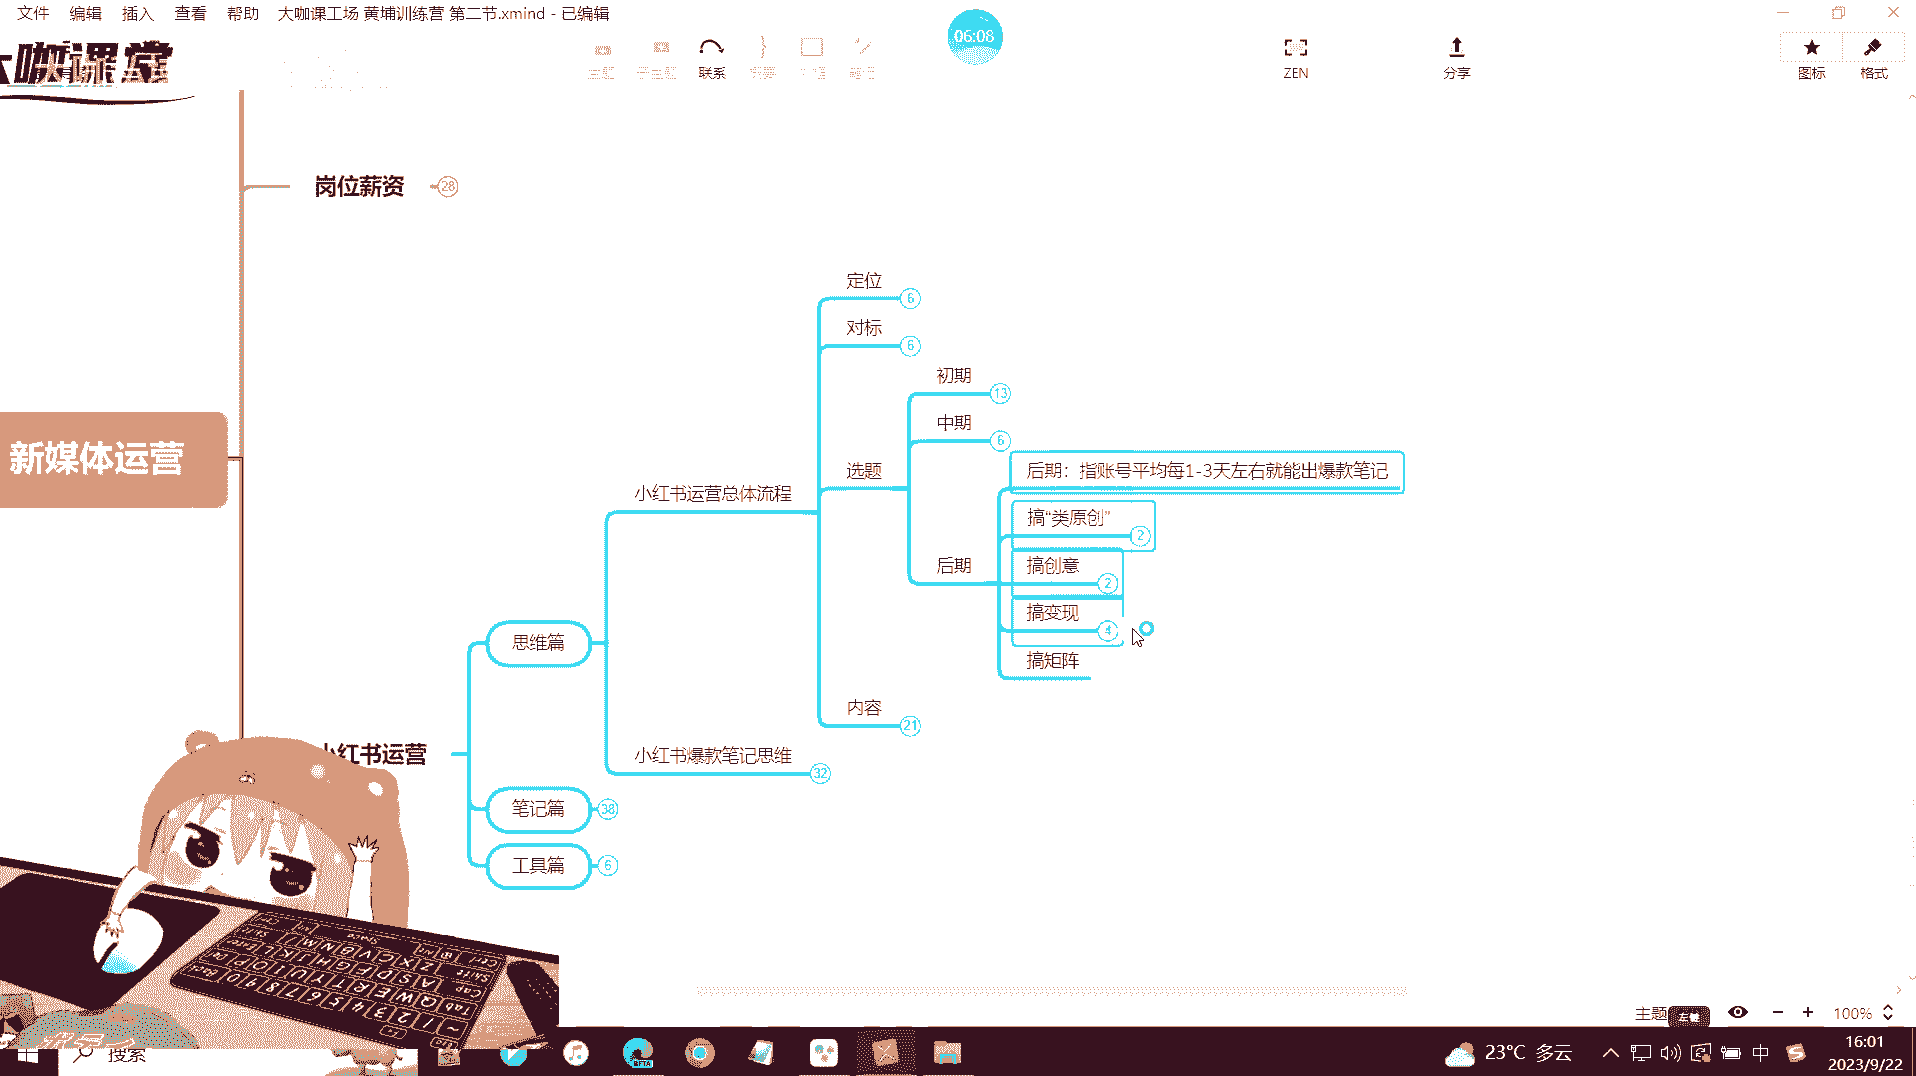 文件 编辑 插入 查看 帮助 大咖课工场 黄埔训练营 第二节.xmind - 已编辑
大咖课堂
联系
06:08
ZEN
分享
图标
格式
岗位薪资 28
定位 6
对标 6
初期 13
中期 6
选题
后期：指账号平均每1-3天左右就能出爆款笔记
小红书运营总体流程
搞“类原创” 2
后期
搞创意 2
搞变现 4
搞矩阵
新媒体运营
思维篇
内容 21
小红书运营
小红书爆款笔记思维 32
笔记篇 38
工具篇 6
主题
100%
搜索
BETA
23°C 多云
中
16:01
2023/9/22